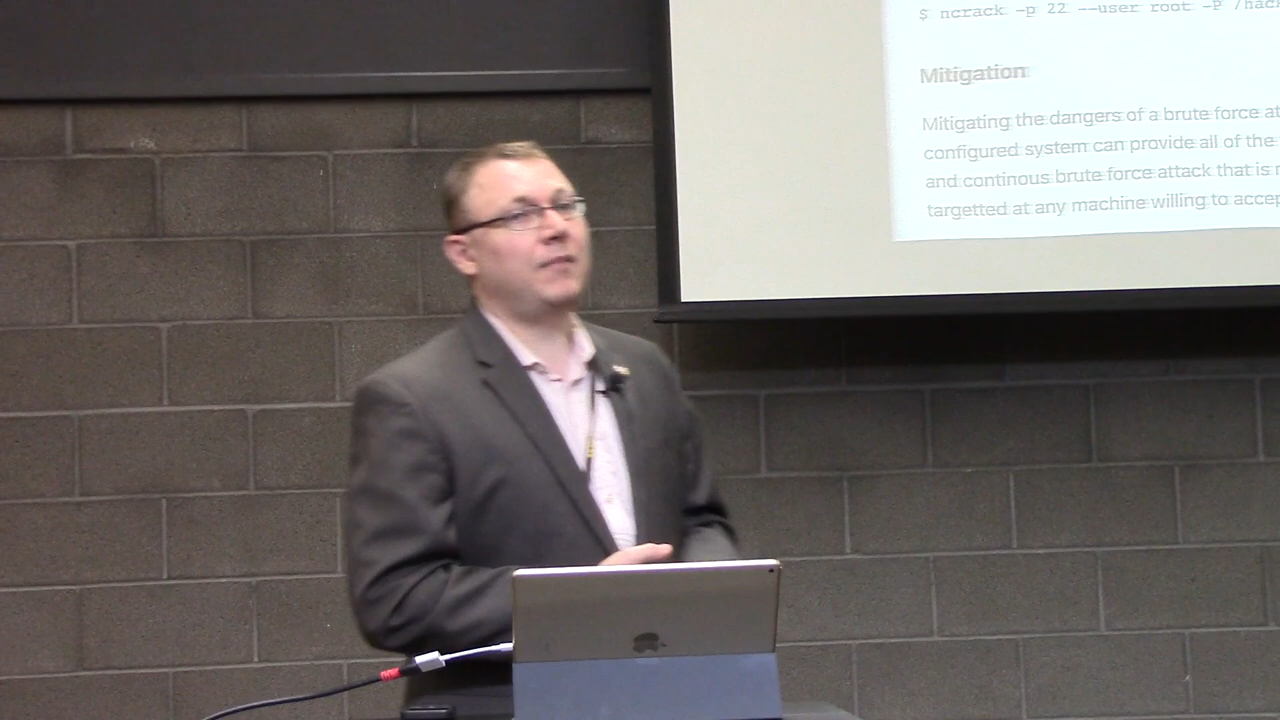 $ ncrack -p 22 --user root -P /hack
Mitigation
Mitigating the dangers of a brute force at
configured system can provide all of the
and continous brute force attack that is
targetted at any machine willing to accep